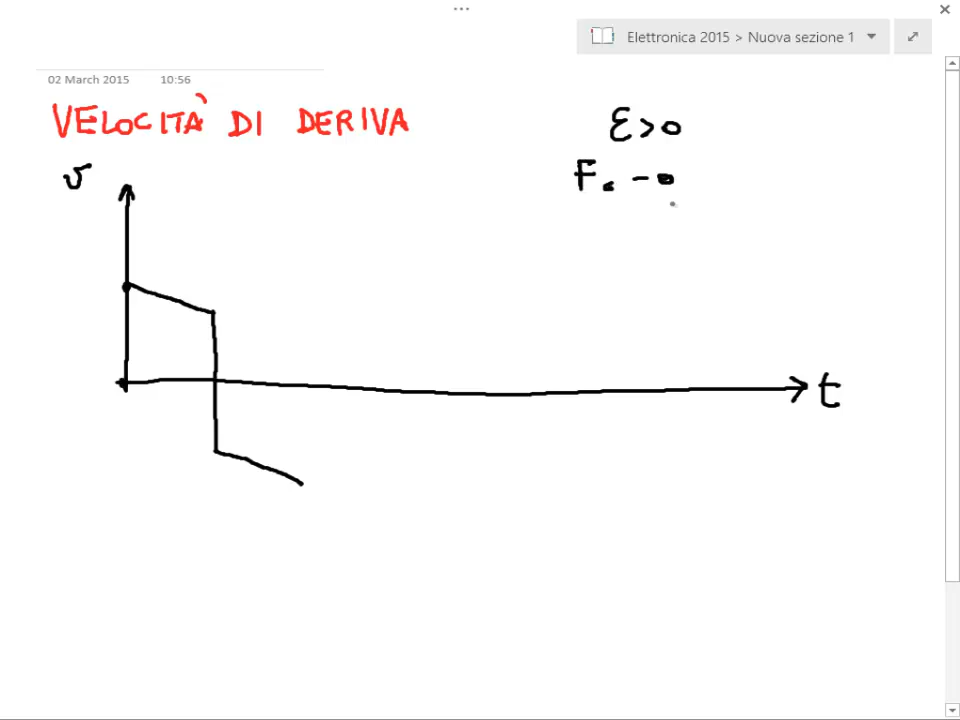 Elettronica 2015 > Nuova sezione 1
02 March 2015 10:56
VELOCITÀ DI DERIVA
ε>0
v
F. -
t